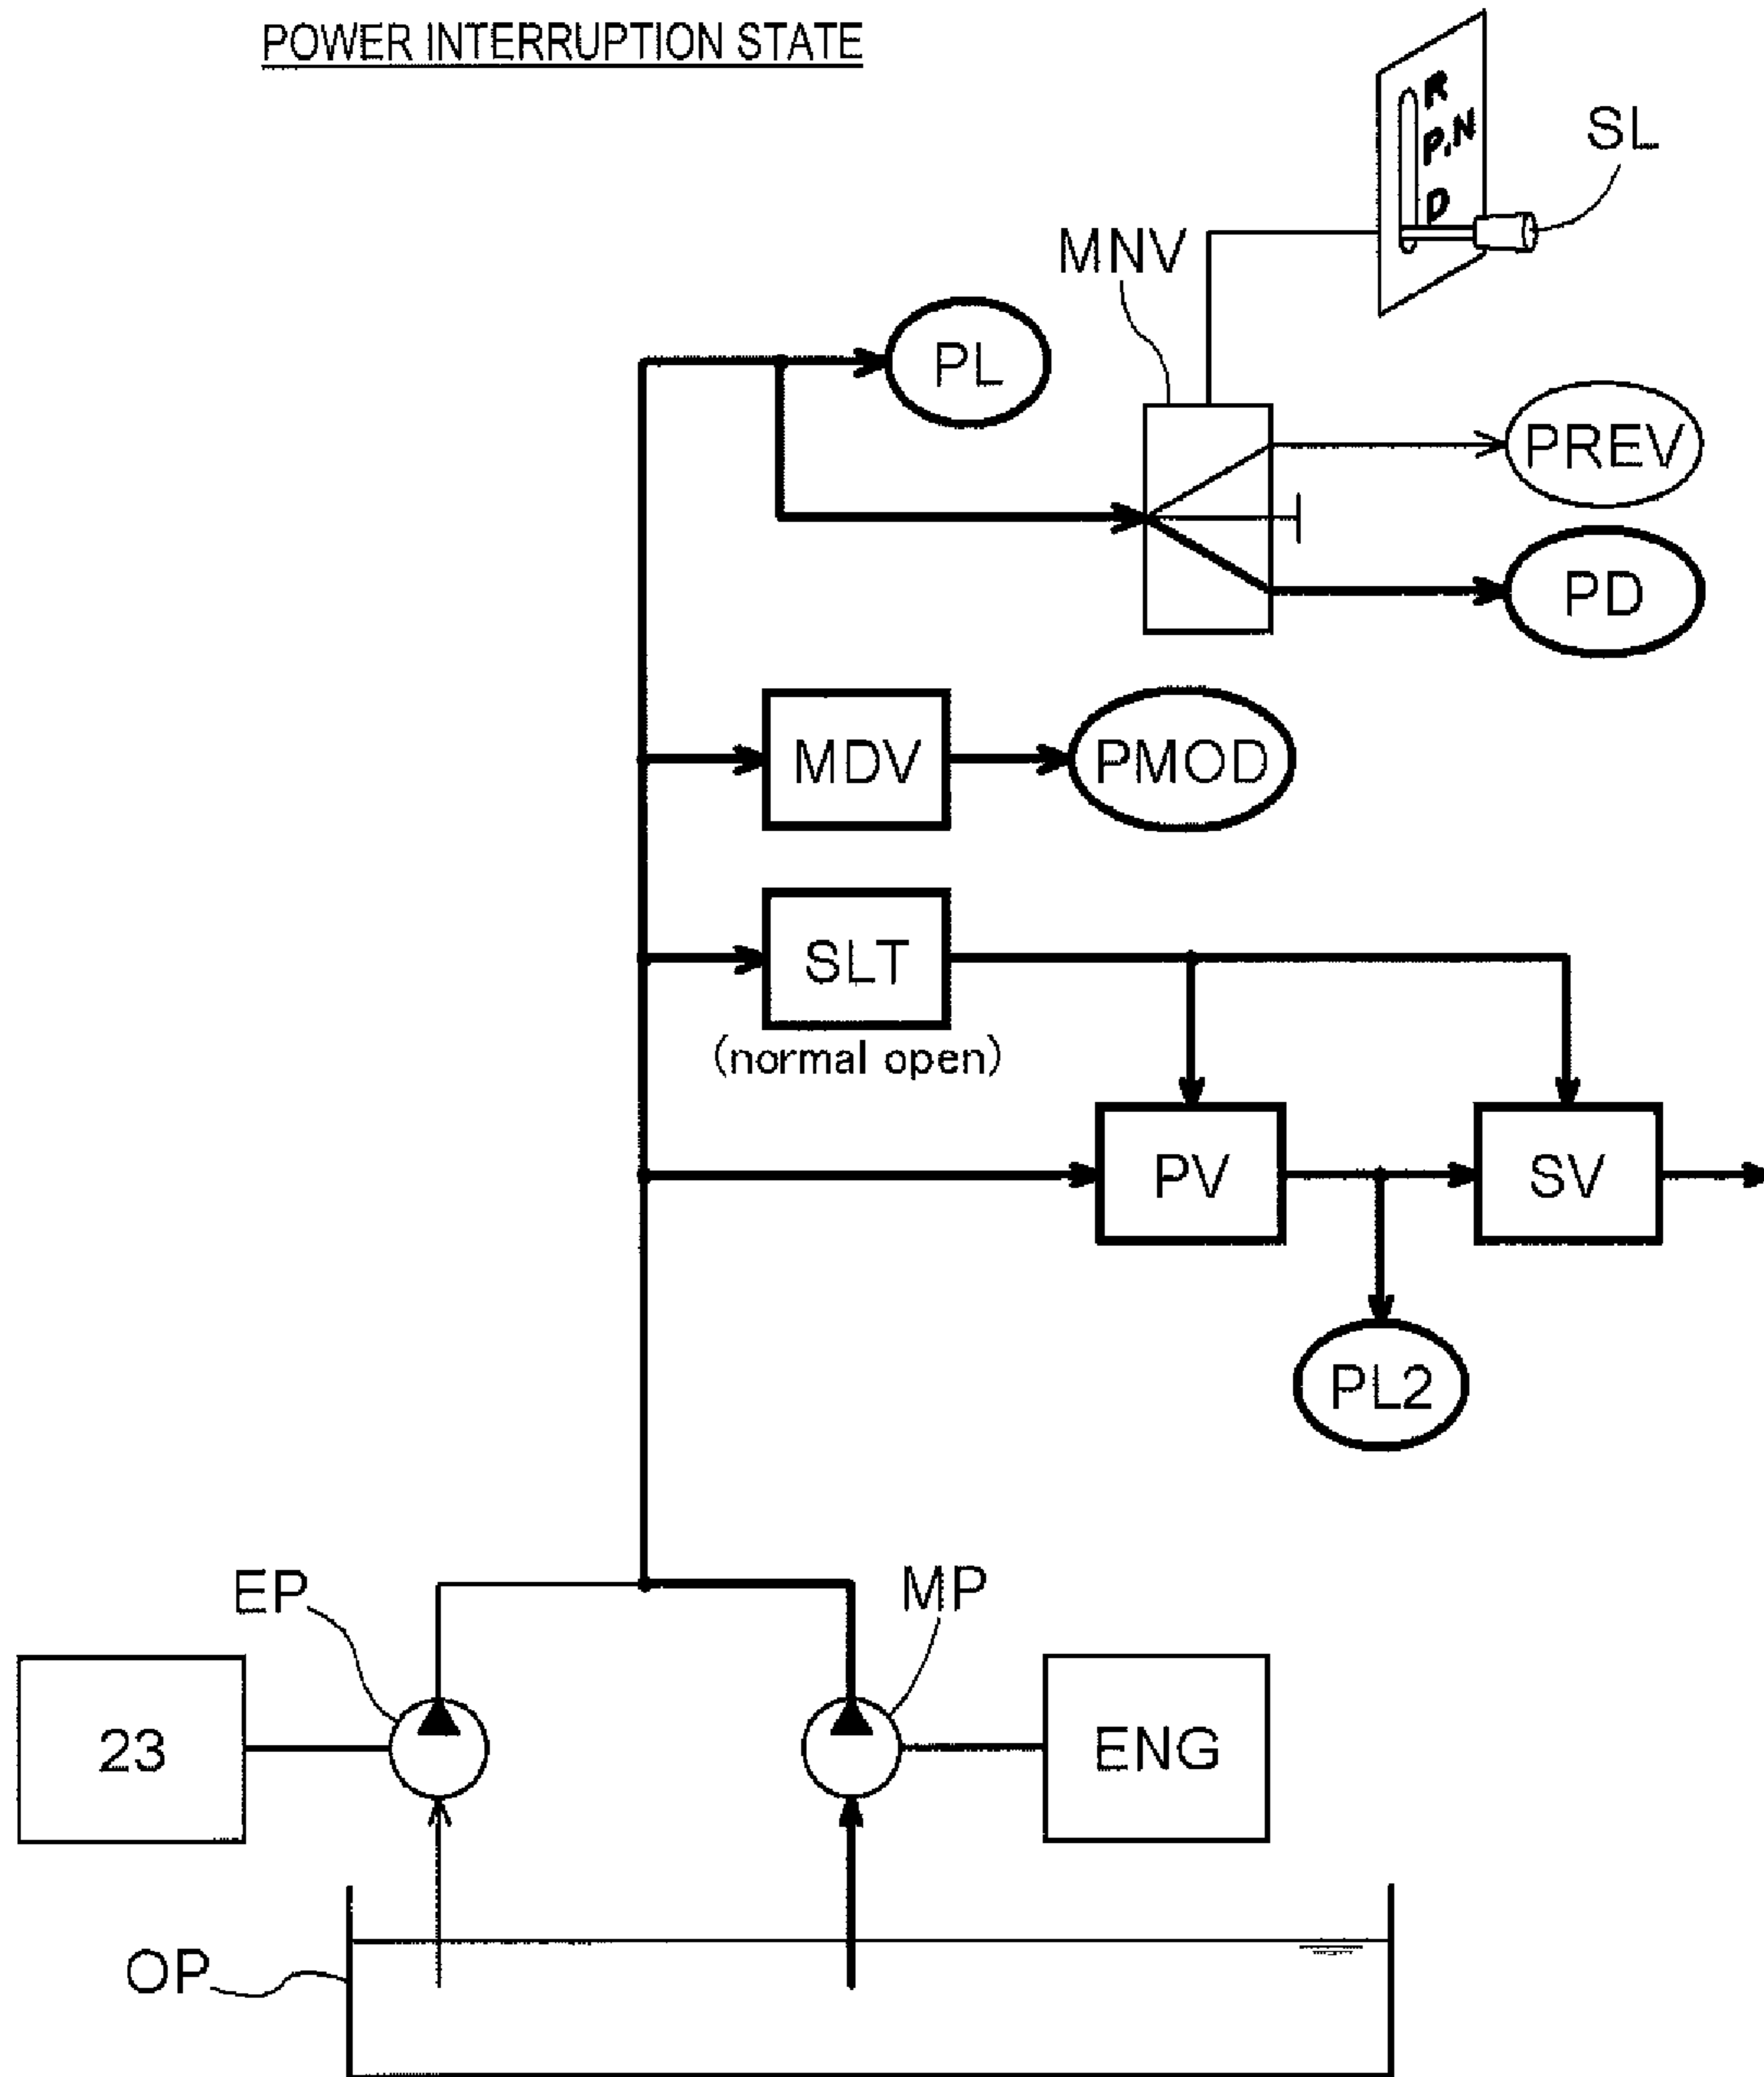 POWER INTERRUPTION STATE
R
P,N
D
SL
MNV
PL
PREV
PD
MDV
PMOD
SLT
(normal open)
PV
SV
PL2
EP
MP
23
ENG
OP